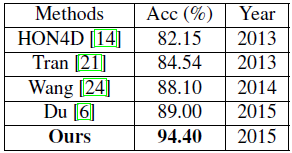 Methods Acc (%) Year
HON4D [14] 82.15 2013
Tran [21] 84.54 2013
Wang [24] 88.10 2014
Du [6] 89.00 2015
Ours 94.40 2015